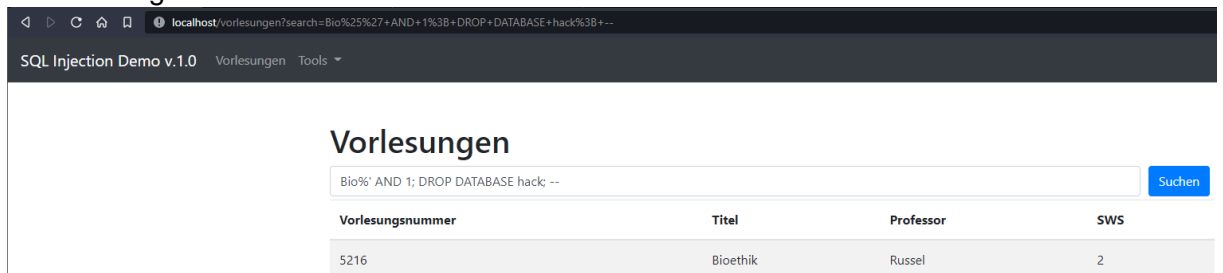 localhost/vorlesungen?search=Bio%25%27+AND+1%3B+DROP+DATABASE+hack%3B+--
SQL Injection Demo v.1.0 Vorlesungen Tools
Vorlesungen
Bio%' AND 1; DROP DATABASE hack; -- Suchen
Vorlesungsnummer Titel Professor SWS
5216 Bioethik Russel 2